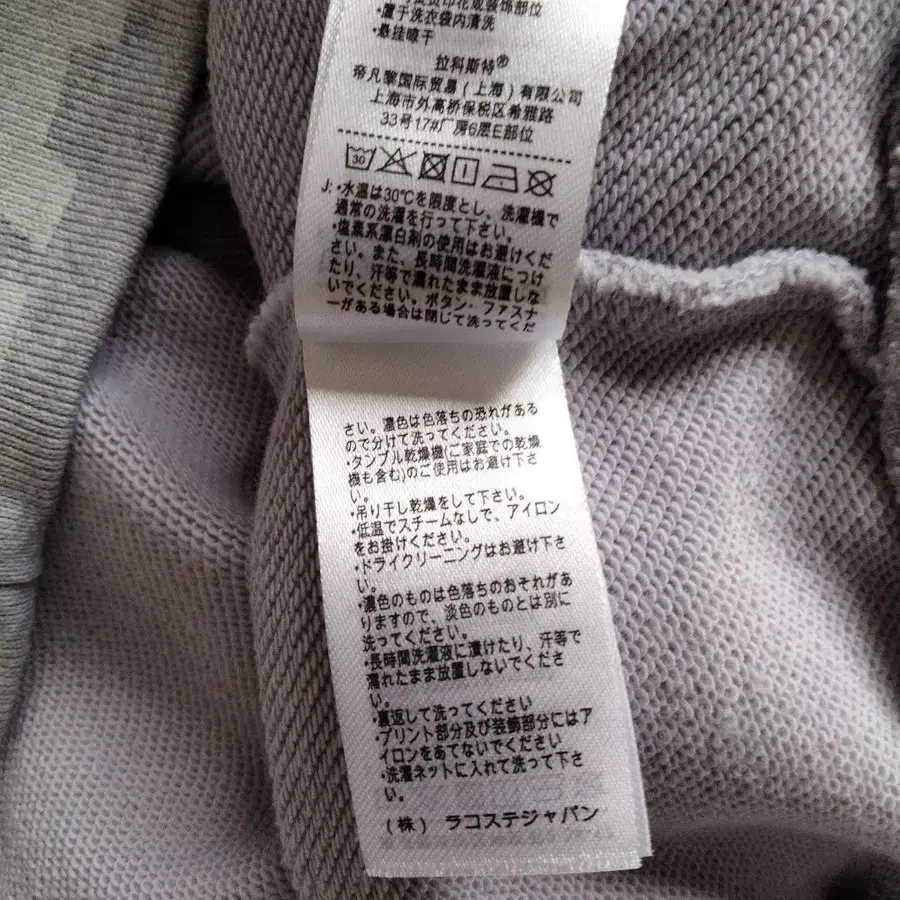 印花或装饰部位
•置于洗衣袋内清洗
•悬挂晾干
拉科斯特®
帝凡黎国际贸易（上海）有限公司
上海市外高桥保税区希雅路
33号17#厂房6层E部位
30
J: •水温は30℃を限度とし、洗濯機で
通常の洗濯を行って下さい。
•塩素系漂白剤の使用はお避けくだ
さい。また、長時間洗濯液につけ
たり、汗等で濡れたまま放置しな
いでください。ボタン・ファスナ
ーがある場合は閉じて洗ってくだ
さい。濃色は色落ちの恐れがある
ので分けて洗ってください。
•タンブル乾燥機(ご家庭での乾燥
機も含む)のご使用はお避け下さ
い。
•吊り干し乾燥をして下さい。
•低温でスチームなしで、アイロン
をお掛けください。
•ドライクリーニングはお避け下さ
い。
•濃色のものは色落ちのおそれがあ
りますので、淡色のものとは別に
洗ってください。
•長時間洗濯液に漬けたり、汗等で
濡れたまま放置しないでくださ
い。
•裏返して洗ってください
•プリント部分及び装飾部分にはア
イロンをあてないでください
•洗濯ネットに入れて洗って下さ
い。
(株) ラコステジャパン